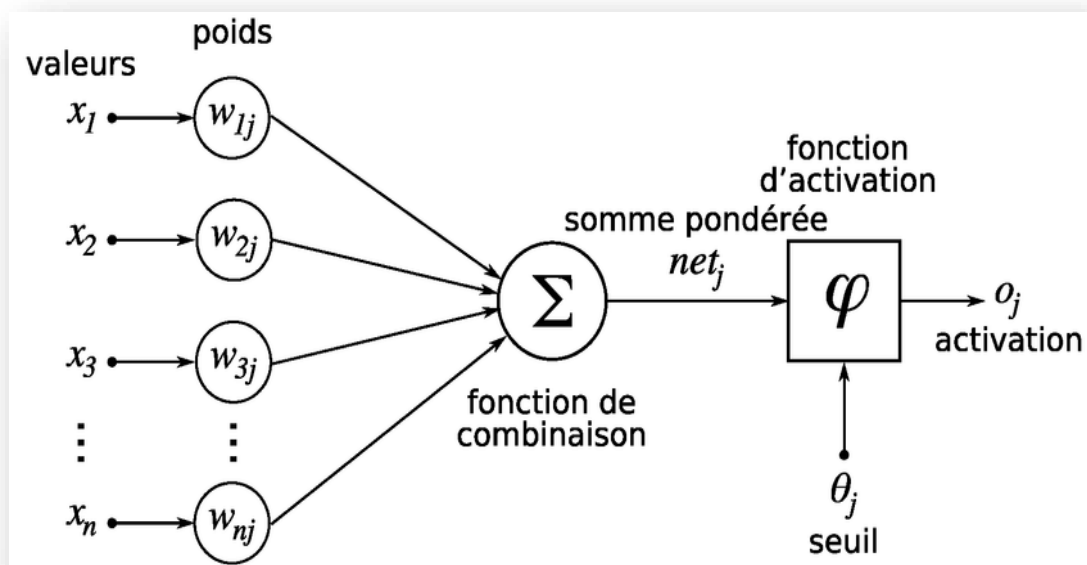 poids
valeurs
x1
w1j
x2
w2j
x3
w3j
⋮
⋮
xn
wnj
Σ
fonction de
combinaison
somme pondérée
netj
fonction
d'activation
φ
oj
activation
θj
seuil